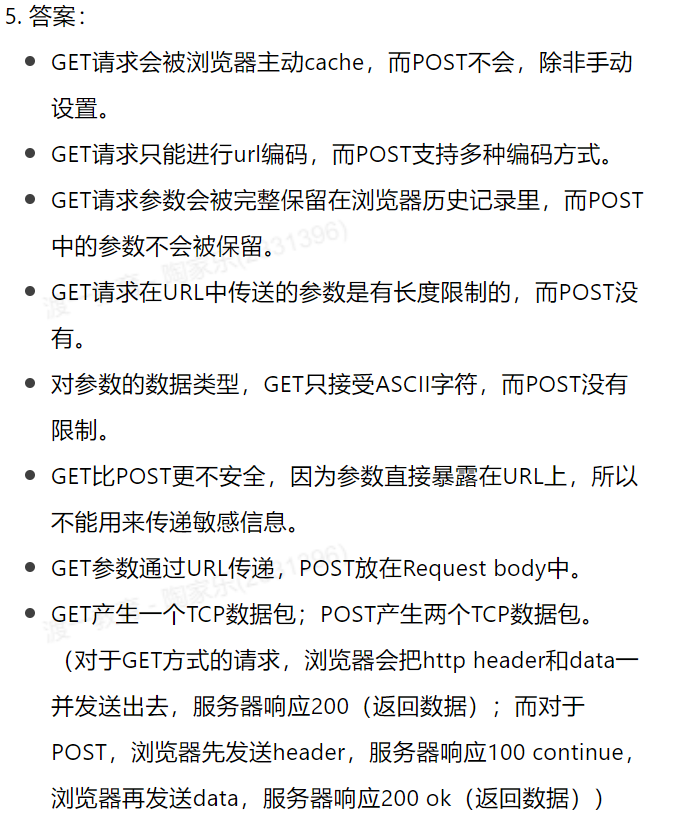 5. 答案：
GET请求会被浏览器主动cache，而POST不会，除非手动
设置。
GET请求只能进行url编码，而POST支持多种编码方式。
GET请求参数会被完整保留在浏览器历史记录里，而POST
中的参数不会被保留。
GET请求在URL中传送的参数是有长度限制的，而POST没
有。
对参数的数据类型，GET只接受ASCII字符，而POST没有
限制。
GET比POST更不安全，因为参数直接暴露在URL上，所以
不能用来传递敏感信息。
GET参数通过URL传递，POST放在Request body中。
GET产生一个TCP数据包；POST产生两个TCP数据包。
（对于GET方式的请求，浏览器会把http header和data一
并发送出去，服务器响应200（返回数据）；而对于
POST，浏览器先发送header，服务器响应100 continue，
浏览器再发送data，服务器响应200 ok（返回数据））